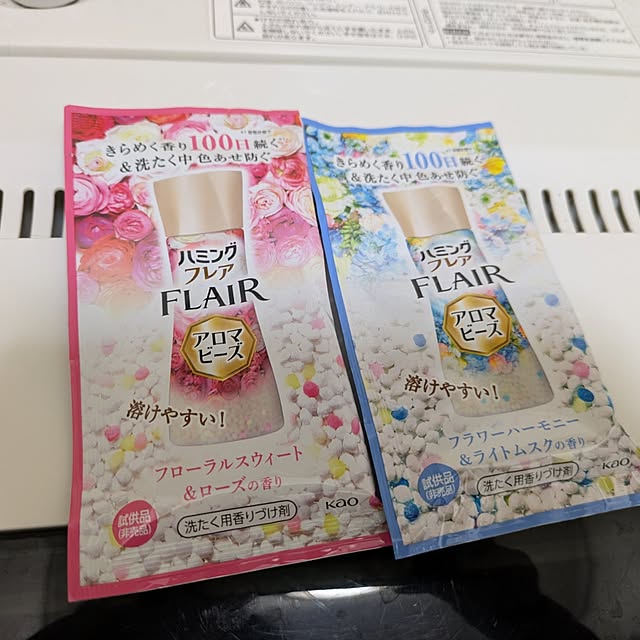 きらめく香り100日続く
&洗たく中 色あせ防ぐ
ハミング
フレア
FLAIR
アロマ
ビーズ
溶けやすい!
フローラルスウィート
&ローズの香り
試供品
(非売品)
洗たく用香りづけ剤
Kao
きらめく香り100日続く
&洗たく中 色あせ防ぐ
ハミング
フレア
FLAIR
アロマ
ビーズ
溶けやすい!
フラワーハーモニー
&ライトムスクの香り
試供品
(非売品)
洗たく用香りづけ剤
Kao